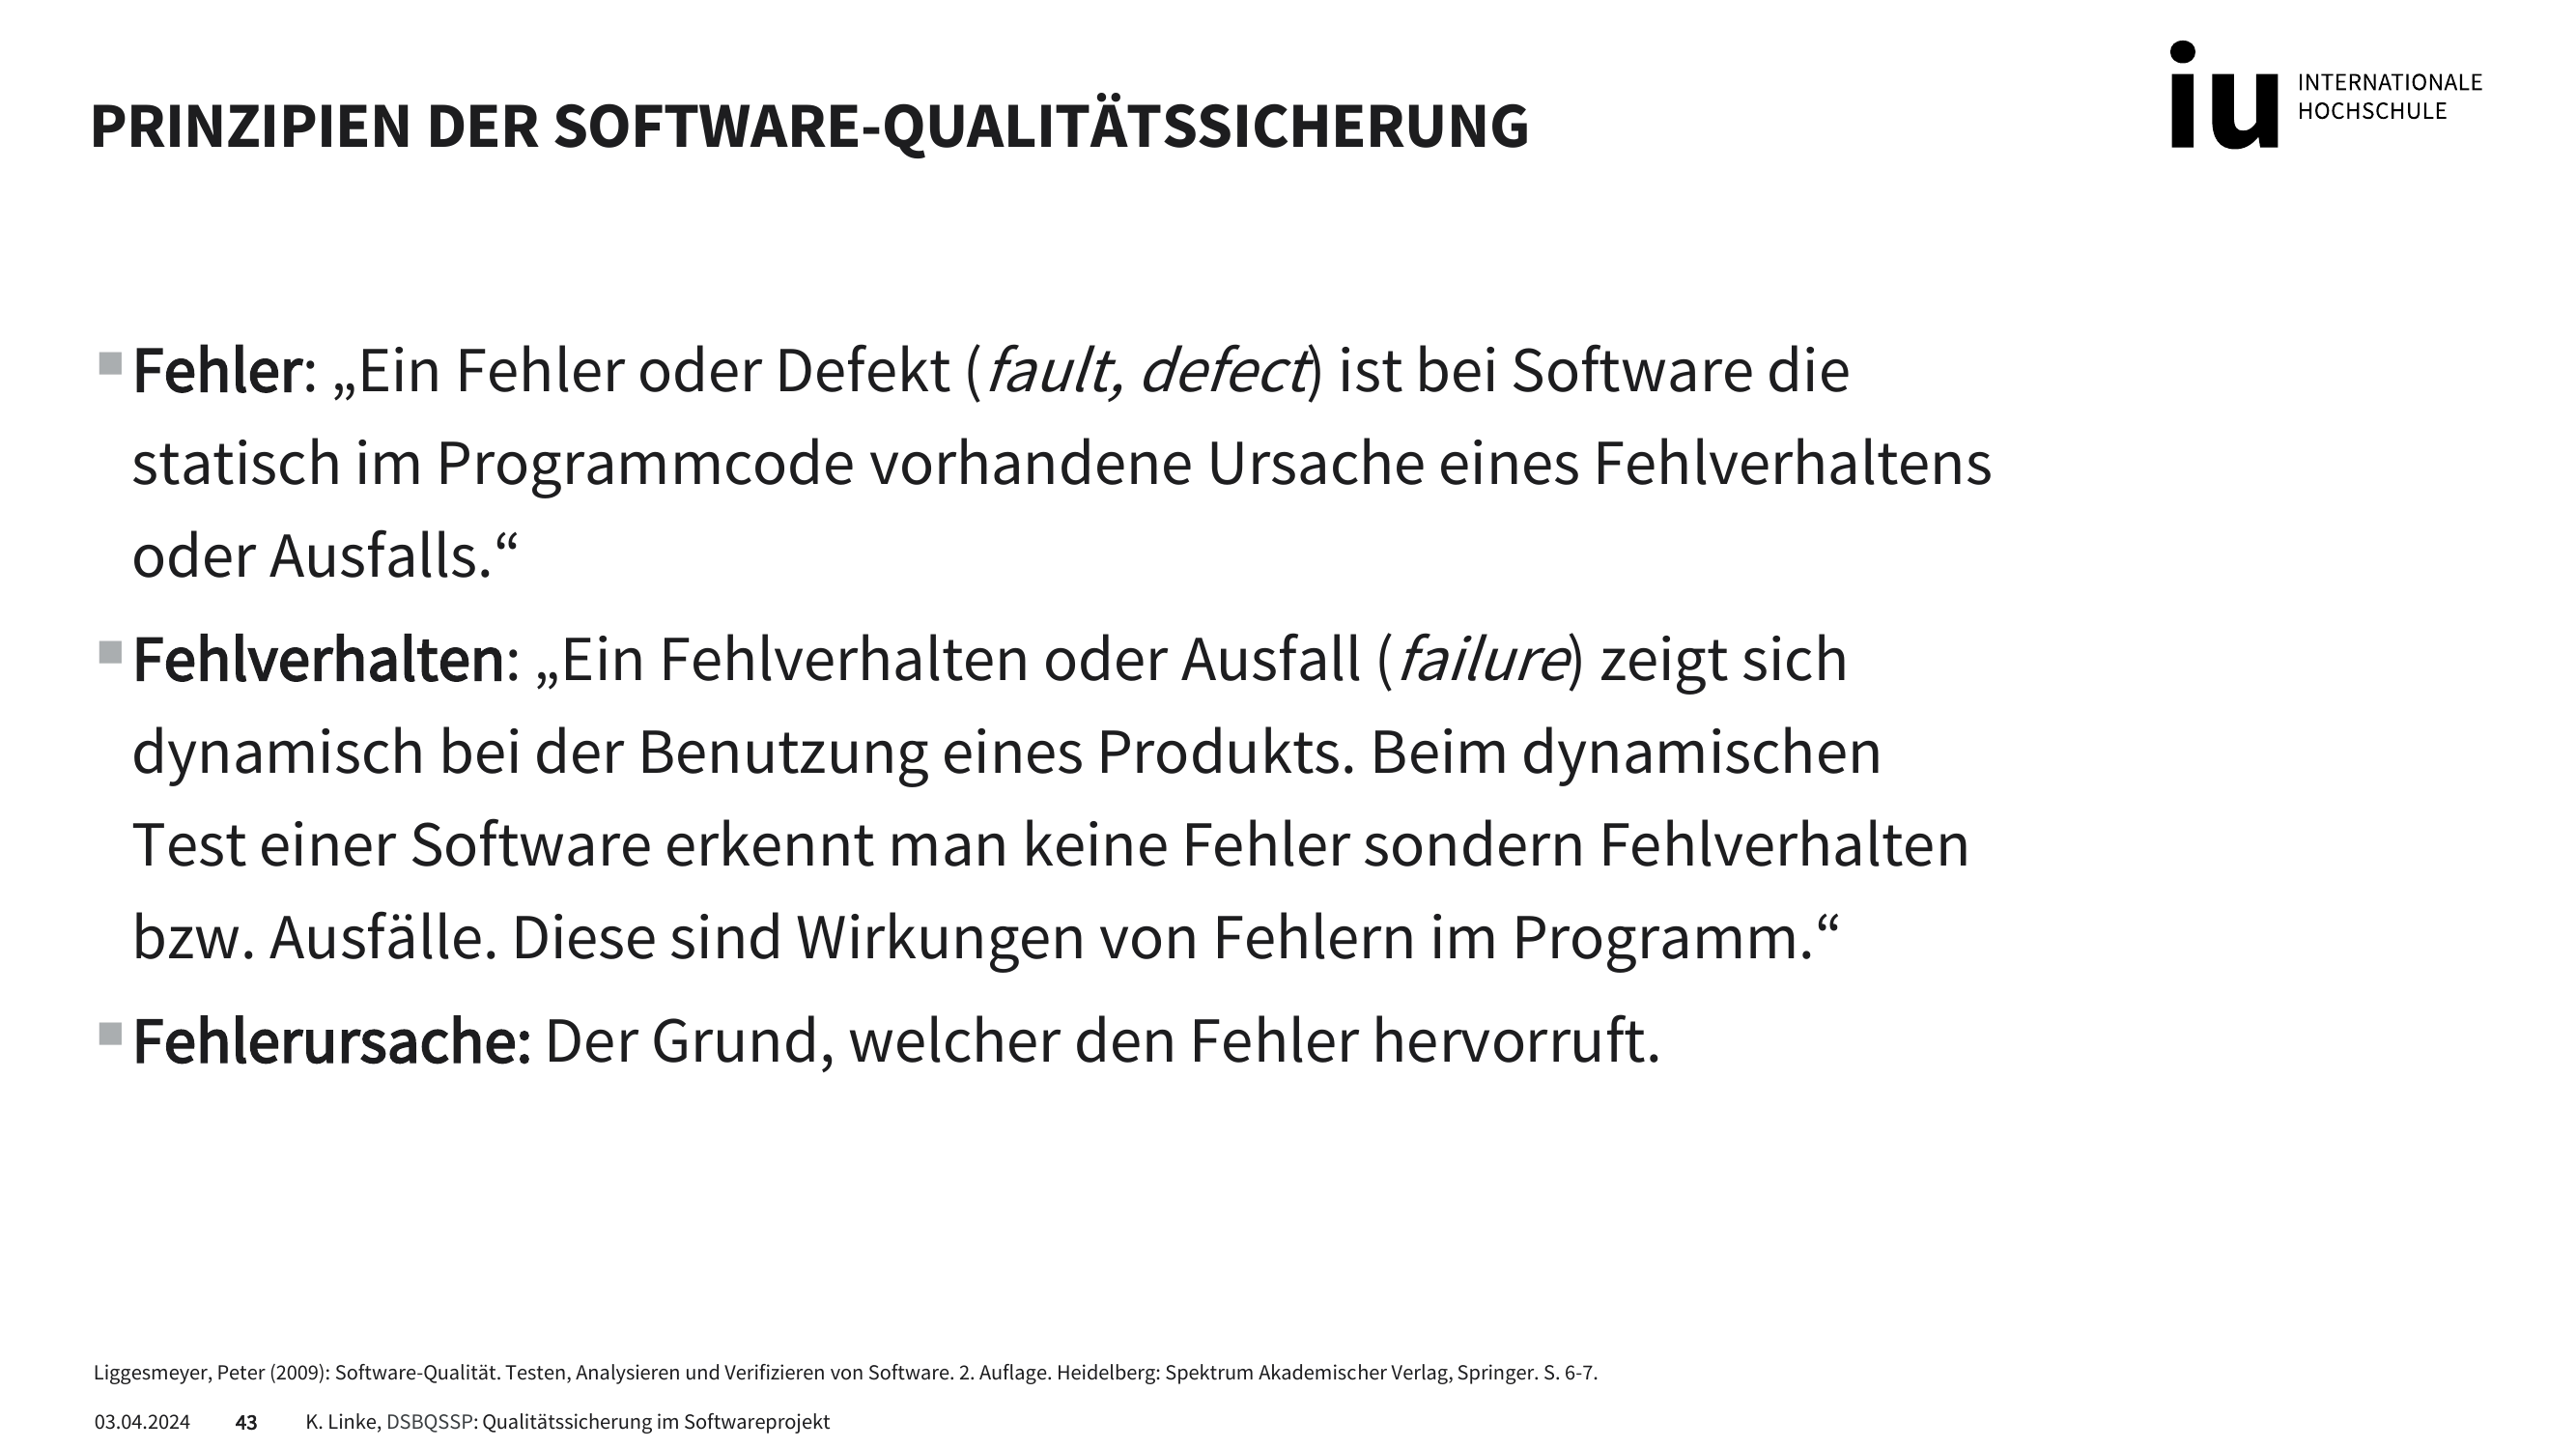 PRINZIPIEN DER SOFTWARE-QUALITÄTSSICHERUNG
iu INTERNATIONALE
HOCHSCHULE
Fehler: „Ein Fehler oder Defekt (fault, defect) ist bei Software die
statisch im Programmcode vorhandene Ursache eines Fehlverhaltens
oder Ausfalls.“
Fehlverhalten: „Ein Fehlverhalten oder Ausfall (failure) zeigt sich
dynamisch bei der Benutzung eines Produkts. Beim dynamischen
Test einer Software erkennt man keine Fehler sondern Fehlverhalten
bzw. Ausfälle. Diese sind Wirkungen von Fehlern im Programm.“
Fehlerursache: Der Grund, welcher den Fehler hervorruft.
Liggesmeyer, Peter (2009): Software-Qualität. Testen, Analysieren und Verifizieren von Software. 2. Auflage. Heidelberg: Spektrum Akademischer Verlag, Springer. S. 6-7.
03.04.2024 43 K. Linke, DSBQSSP: Qualitätssicherung im Softwareprojekt